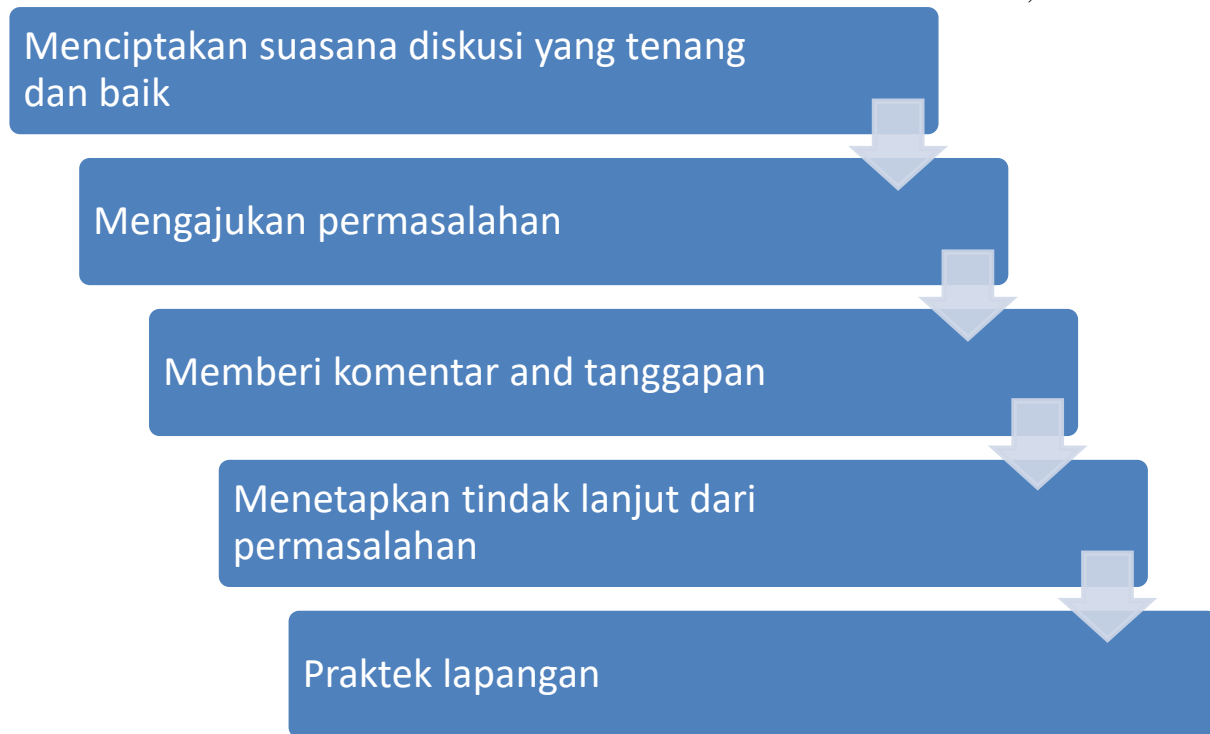 Menciptakan suasana diskusi yang tenang
dan baik
Mengajukan permasalahan
Memberi komentar and tanggapan
Menetapkan tindak lanjut dari
permasalahan
Praktek lapangan